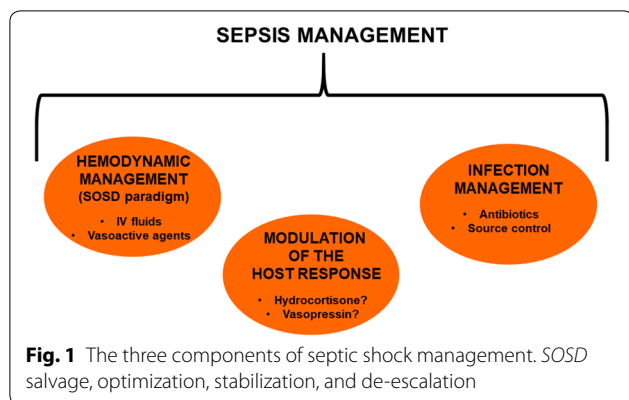 SEPSIS MANAGEMENT
HEMODYNAMIC
MANAGEMENT
(SOSD paradigm)
• IV fluids
• Vasoactive agents
MODULATION
OF THE
HOST RESPONSE
• Hydrocortisone?
• Vasopressin?
INFECTION
MANAGEMENT
• Antibiotics
• Source control
Fig. 1 The three components of septic shock management. SOSD
salvage, optimization, stabilization, and de-escalation